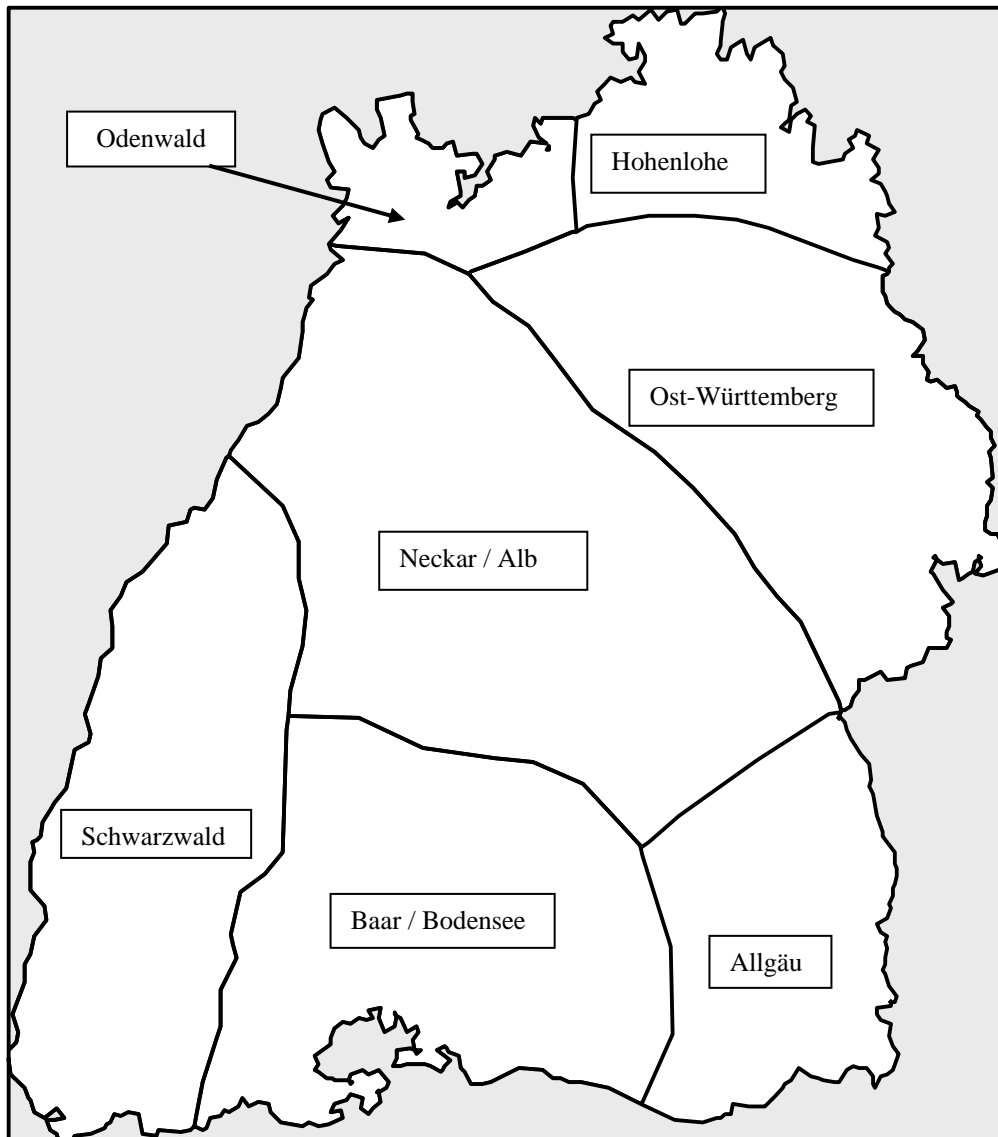 Odenwald
Hohenlohe
Ost-Württemberg
Neckar / Alb
Schwarzwald
Baar / Bodensee
Allgäu